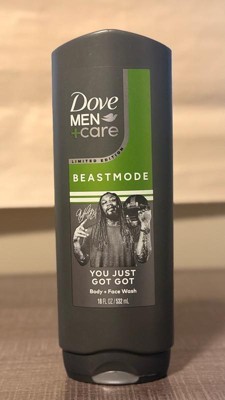 Dove
MEN
+care
LIMITED EDITION
BEASTMODE
YOU JUST
GOT GOT
Body + Face Wash
18 FL OZ / 532 mL